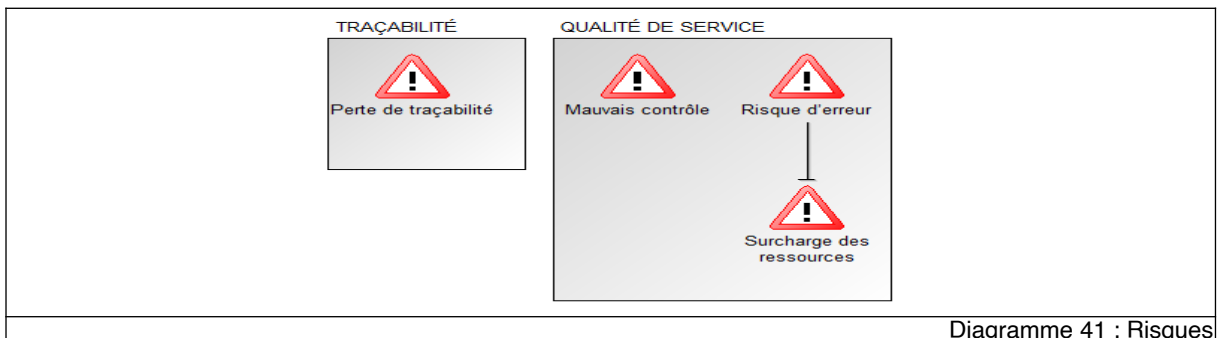 TRAÇABILITÉ
Perte de traçabilité
QUALITÉ DE SERVICE
Mauvais contrôle
Risque d'erreur
Surcharge des
ressources
Diagramme 41 : Risques